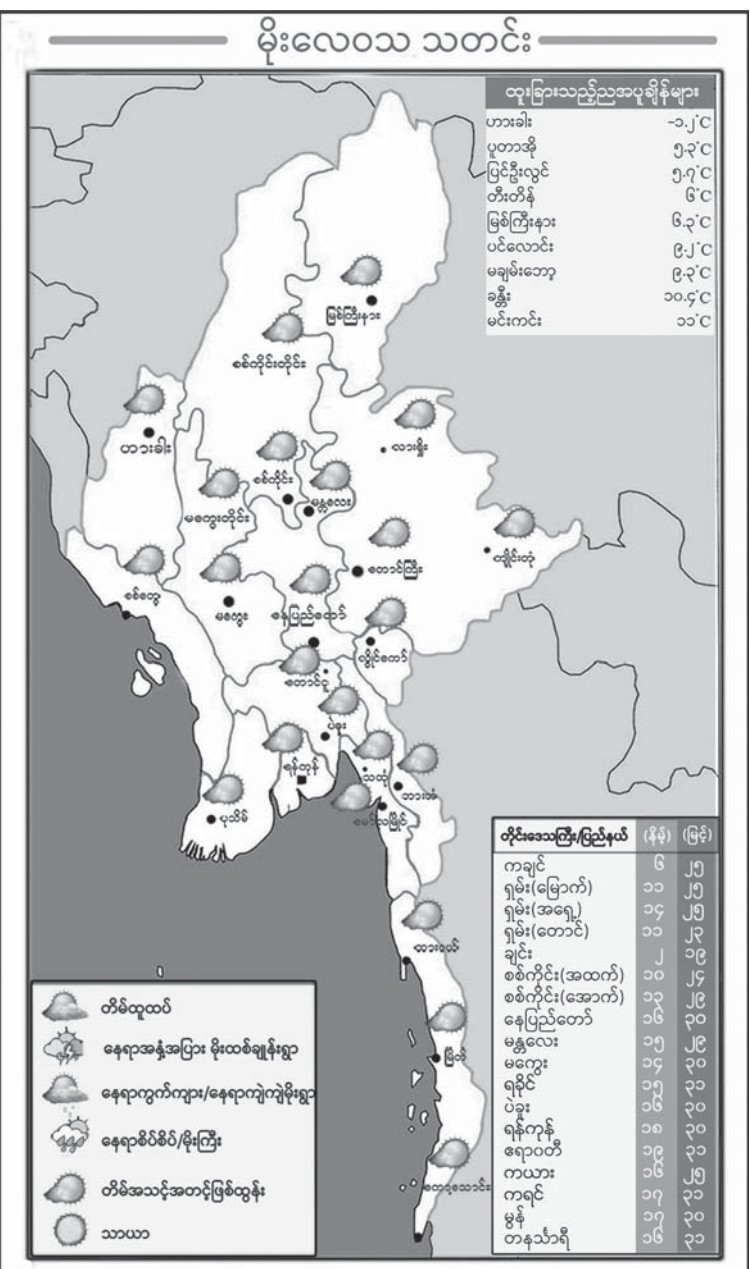 မိုးလေဝသ သတင်း
ထူးခြားသည့်ညအပူချိန်များ
ဟားခါး -၁.၂°C
ပူတာအို ၅.၃°C
ပြင်ဦးလွင် ၅.၇°C
တီးတိန် ၆°C
မြစ်ကြီးနား ၆.၃°C
ပင်လောင်း ၉.၂°C
မချမ်းဘော့ ၉.၃°C
ခန္တီး ၁၀.၄°C
မင်းကင်း ၁၁°C
မြစ်ကြီးနား
စစ်ကိုင်းတိုင်း
ဟားခါး
လားရှိုး
စစ်ကိုင်း
မန္တလေး
မကွေးတိုင်း
ကျိုင်းတုံ
တောင်ကြီး
စစ်တွေ
မကွေး
နေပြည်တော်
လွိုင်ကော်
တောင်ငူ
ပဲခူး
ရန်ကုန်
သထုံ
ဘားအံ
ပုသိမ်
မော်လမြိုင်
ထားဝယ်
မြိတ်
ကော့သောင်း
တိမ်ထူထပ်
နေရာအနှံ့အပြား မိုးထစ်ချုန်းရွာ
နေရာကွက်ကျား/နေရာကျဲကျဲမိုးရွာ
နေရာစိပ်စိပ်/မိုးကြီး
တိမ်အသင့်အတင့်ဖြစ်ထွန်း
သာယာ
တိုင်းဒေသကြီး/ပြည်နယ် (နိမ့်) (မြင့်)
ကချင် ၆ ၂၅
ရှမ်း(မြောက်) ၁၁ ၂၅
ရှမ်း(အရှေ့) ၁၄ ၂၅
ရှမ်း(တောင်) ၁၁ ၂၃
ချင်း ၂ ၁၉
စစ်ကိုင်း(အထက်) ၁၀ ၂၄
စစ်ကိုင်း(အောက်) ၁၃ ၂၉
နေပြည်တော် ၁၆ ၃၀
မန္တလေး ၁၅ ၂၉
မကွေး ၁၄ ၃၀
ရခိုင် ၁၅ ၃၁
ပဲခူး ၁၆ ၃၀
ရန်ကုန် ၁၈ ၃၀
ဧရာဝတီ ၁၉ ၃၁
ကယား ၁၆ ၂၅
ကရင် ၁၇ ၃၁
မွန် ၁၇ ၃၀
တနင်္သာရီ ၁၆ ၃၁